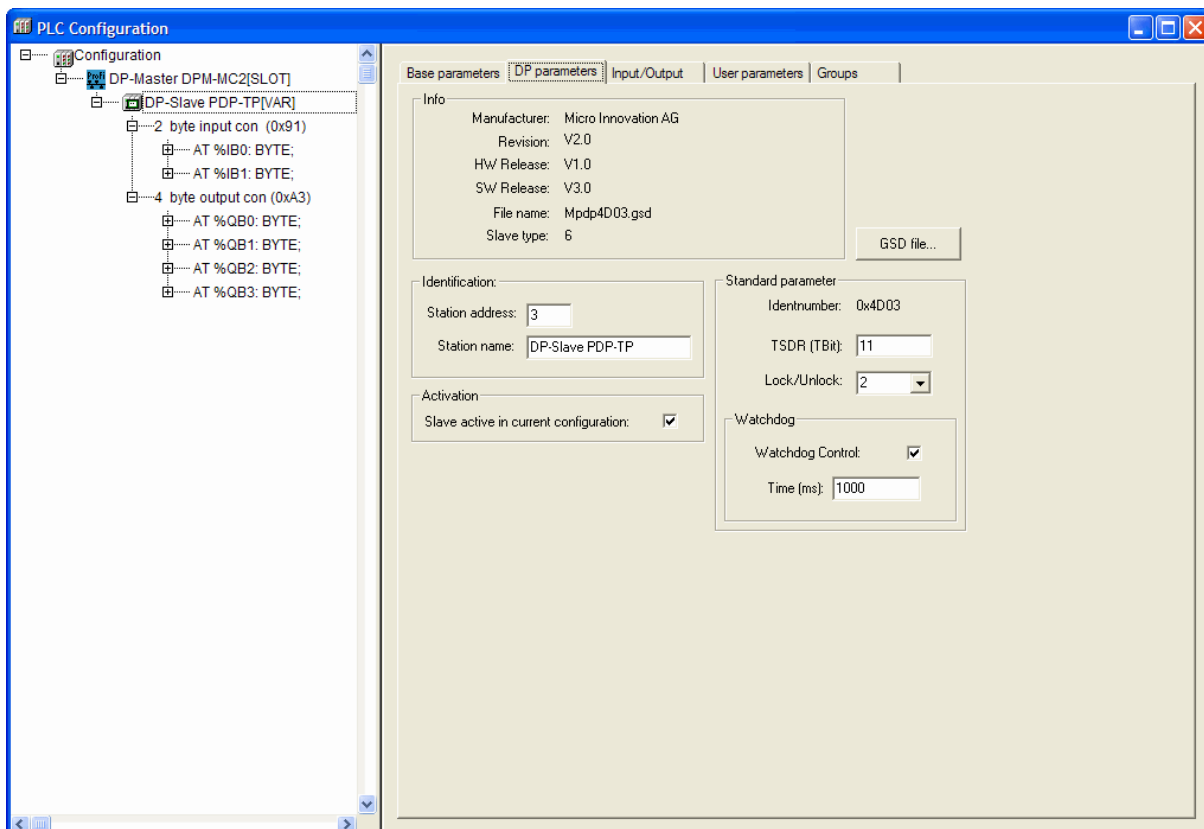 PLC Configuration
Configuration
Profi
DP-Master DPM-MC2[SLOT]
DP-Slave PDP-TP[VAR]
2 byte input con (0x91)
AT %IB0: BYTE;
AT %IB1: BYTE;
4 byte output con (0xA3)
AT %QB0: BYTE;
AT %QB1: BYTE;
AT %QB2: BYTE;
AT %QB3: BYTE;
Base parameters DP parameters Input/Output User parameters Groups
Info
Manufacturer: Micro Innovation AG
Revision: V2.0
HW Release: V1.0
SW Release: V3.0
File name: Mpdp4D03.gsd
Slave type: 6
GSD file...
Identification:
Station address: 3
Station name: DP-Slave PDP-TP
Activation
Slave active in current configuration:
Standard parameter
Identnumber: 0x4D03
TSDR (TBit): 11
Lock/Unlock: 2
Watchdog
Watchdog Control:
Time (ms): 1000